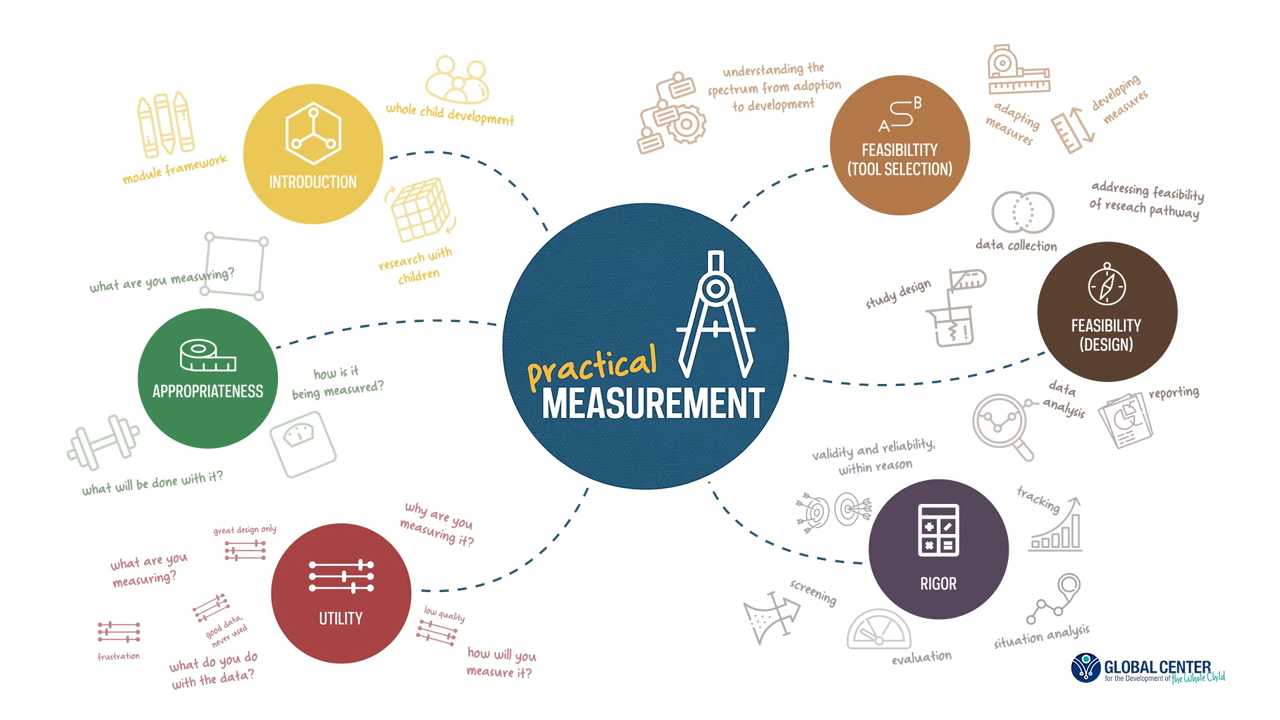 practical
MEASUREMENT
INTRODUCTION
module framework
whole child development
research with
children
APPROPRIATENESS
what are you measuring?
how is it
being measured?
what will be done with it?
UTILITY
great design only
why are you
measuring it?
what are you
measuring?
good data,
never used
frustration
what do you do
with the data?
low quality
how will you
measure it?
FEASIBILTITY
(TOOL SELECTION)
understanding the
spectrum from adoption
to development
adapting
measures
developing
measures
FEASIBILITY
(DESIGN)
addressing feasibility
of reseach pathway
data collection
study design
data
analysis
reporting
RIGOR
validity and reliability,
within reason
tracking
screening
evaluation
situation analysis
GLOBAL CENTER
for the Development of the Whole Child